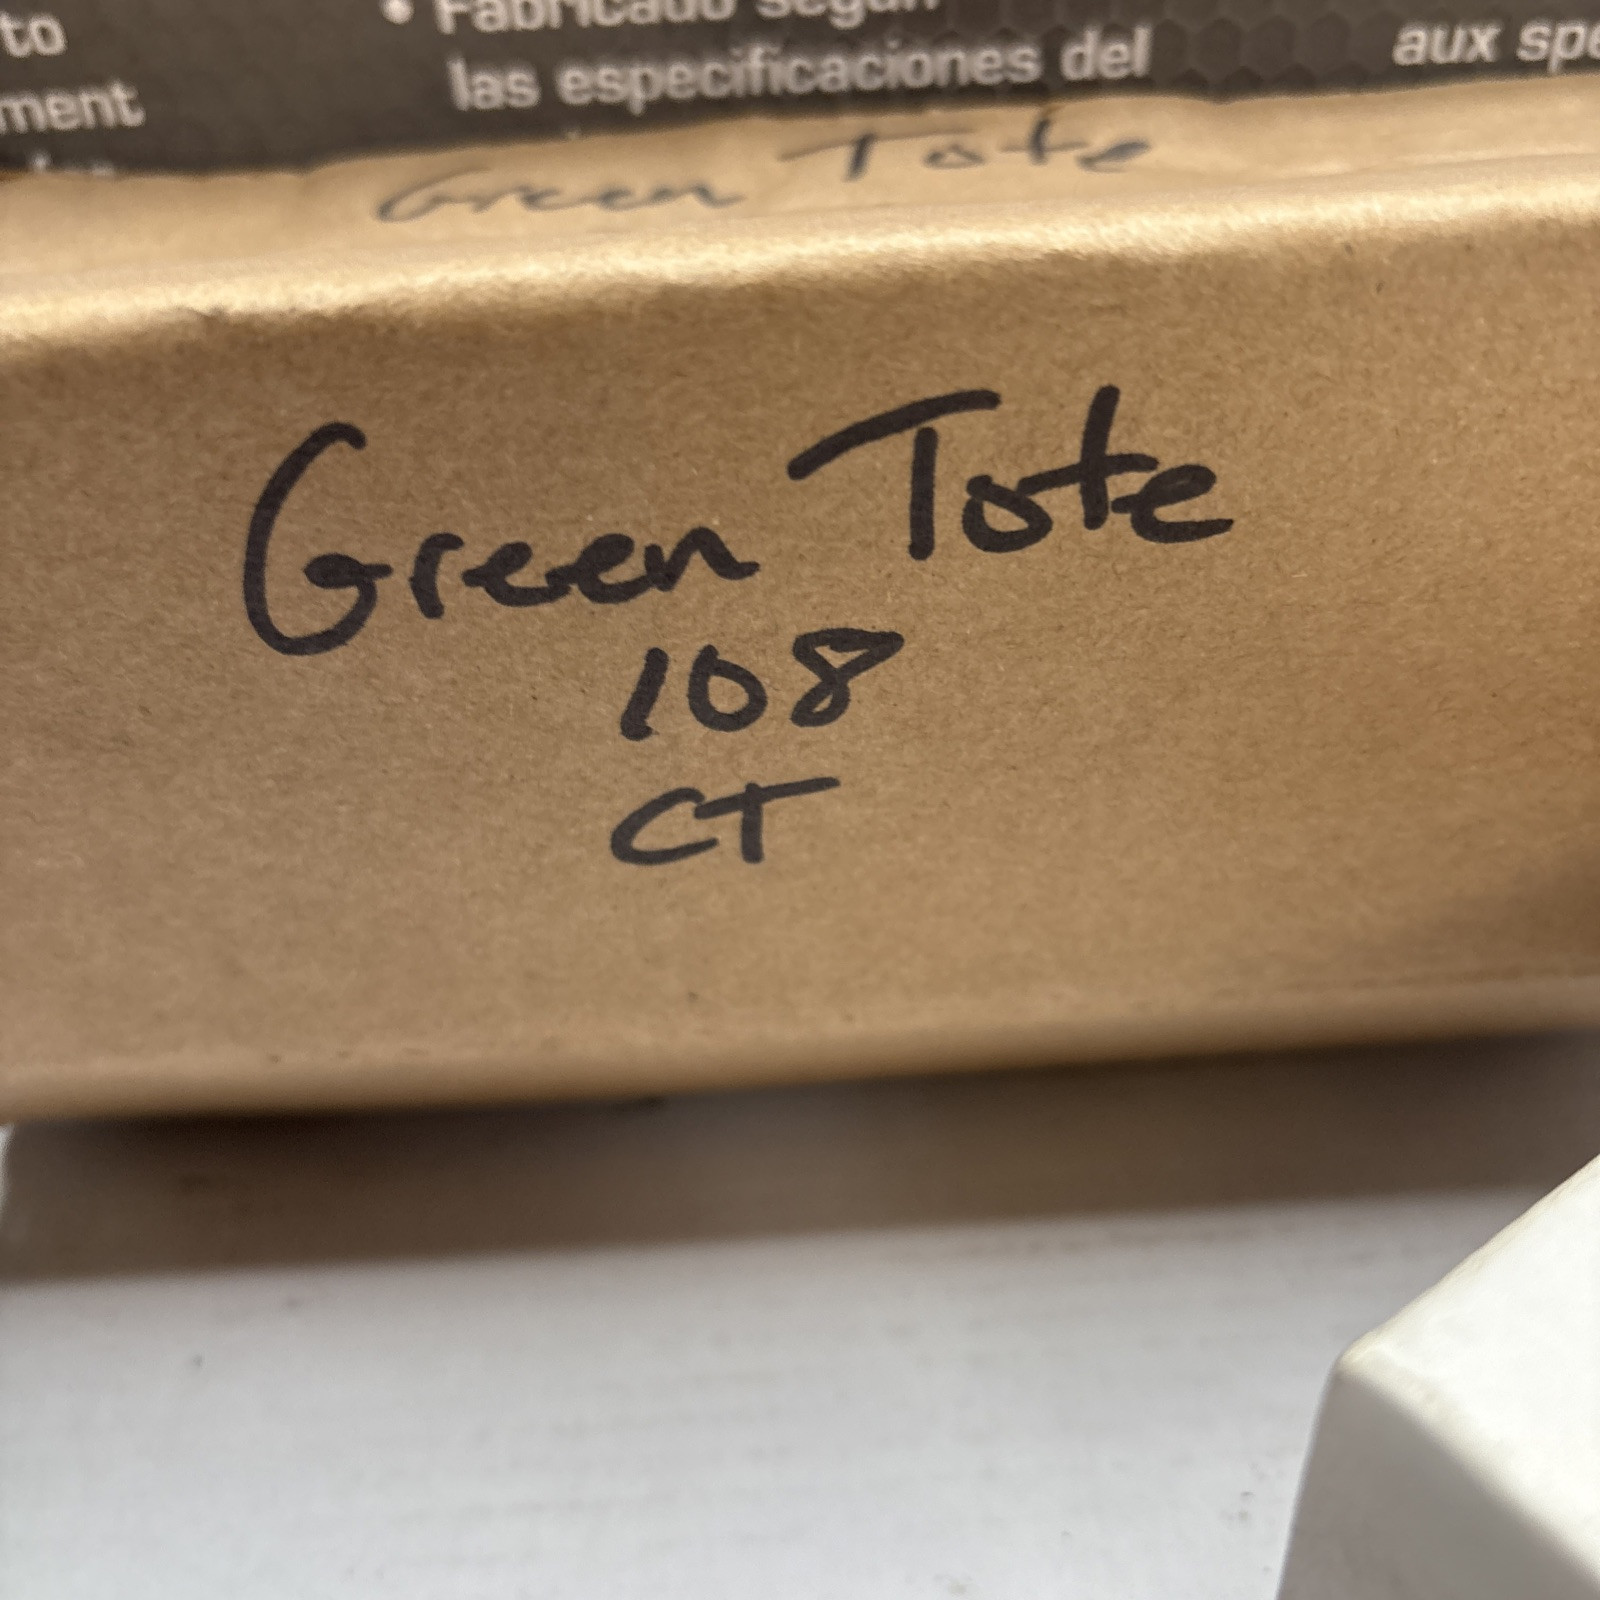 to
ment
• Fabricado según
las especificaciones del
aux spe
Green Tote
Green Tote
108
CT